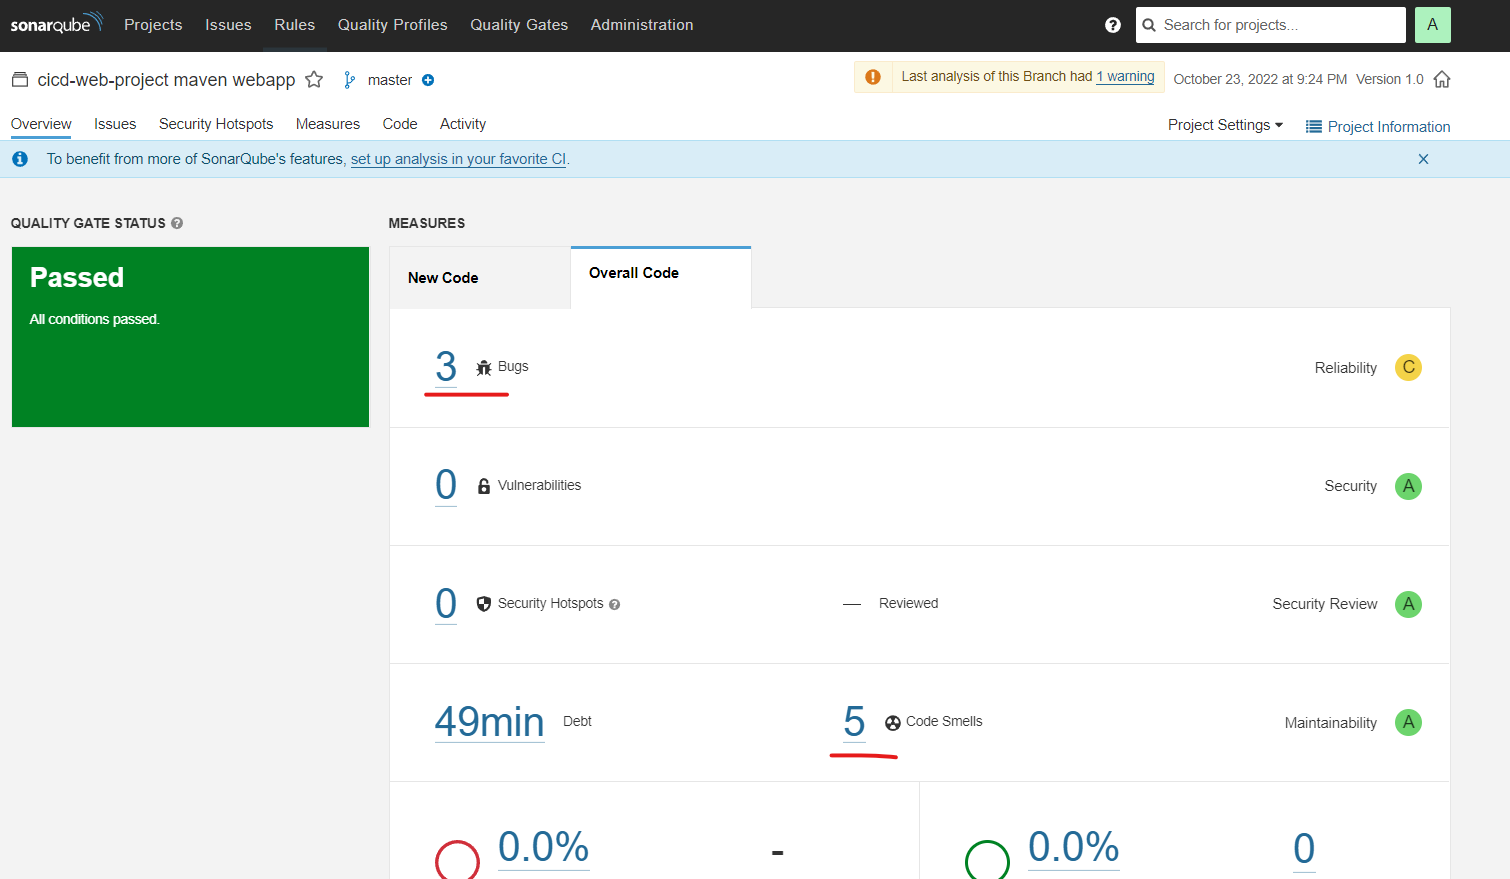 sonarqube Projects Issues Rules Quality Profiles Quality Gates Administration ? Search for projects... A
cicd-web-project maven webapp master Last analysis of this Branch had 1 warning October 23, 2022 at 9:24 PM Version 1.0
Overview Issues Security Hotspots Measures Code Activity Project Settings Project Information
To benefit from more of SonarQube's features, set up analysis in your favorite CI.
QUALITY GATE STATUS ?
Passed
All conditions passed.
MEASURES
New Code Overall Code
3 Bugs Reliability C
0 Vulnerabilities Security A
0 Security Hotspots ? — Reviewed Security Review A
49min Debt 5 Code Smells Maintainability A
0.0% - 0.0% 0